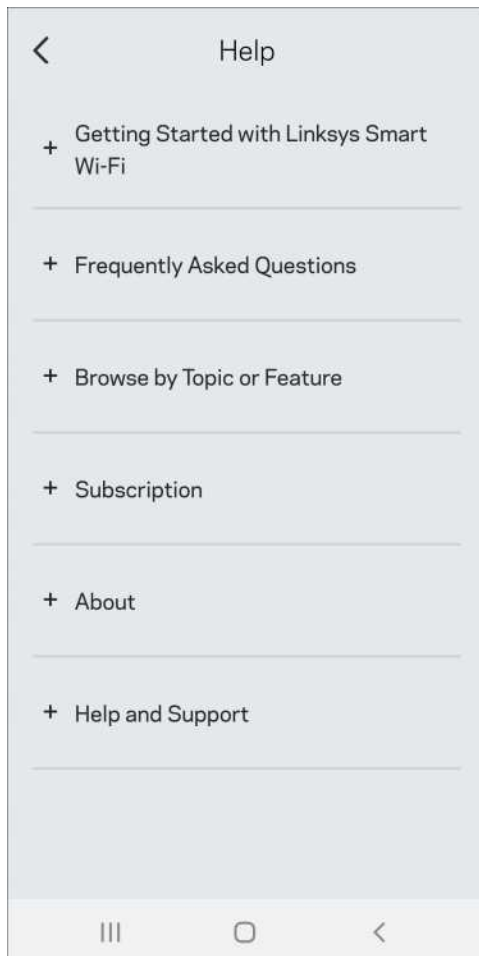 Help
Getting Started with Linksys Smart
Wi-Fi
Frequently Asked Questions
Browse by Topic or Feature
Subscription
About
Help and Support